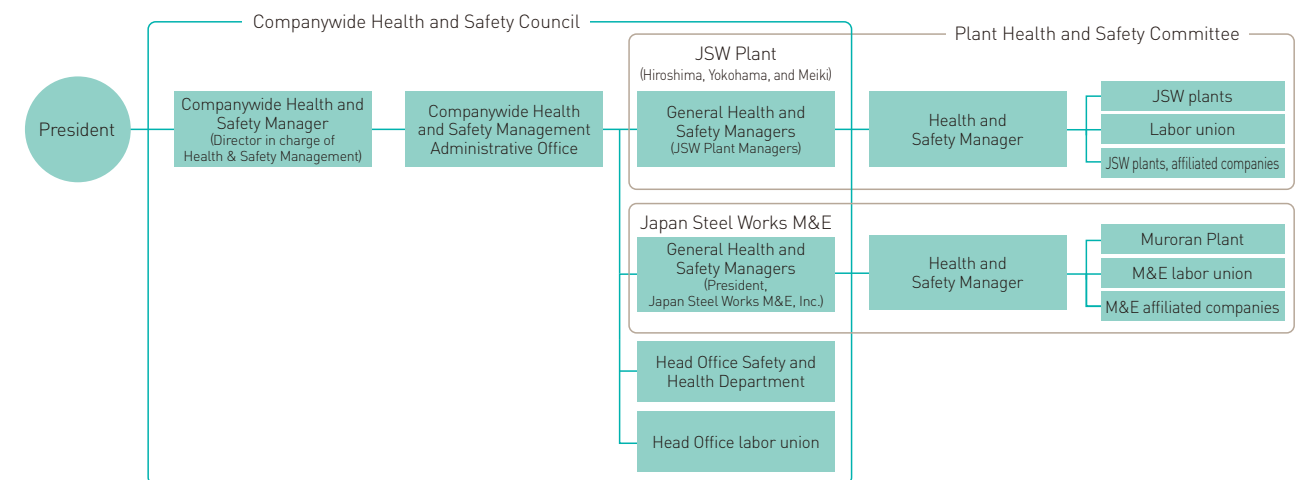 Companywide Health and Safety Council
Plant Health and Safety Committee
President
Companywide Health and
Safety Manager
(Director in charge of
Health & Safety Management)
Companywide Health
and Safety Management
Administrative Office
JSW Plant
(Hiroshima, Yokohama, and Meiki)
General Health and
Safety Managers
(JSW Plant Managers)
Health and
Safety Manager
JSW plants
Labor union
JSW plants, affiliated companies
Japan Steel Works M&E
General Health and
Safety Managers
(President,
Japan Steel Works M&E, Inc.)
Health and
Safety Manager
Muroran Plant
M&E labor union
M&E affiliated companies
Head Office Safety and
Health Department
Head Office labor union